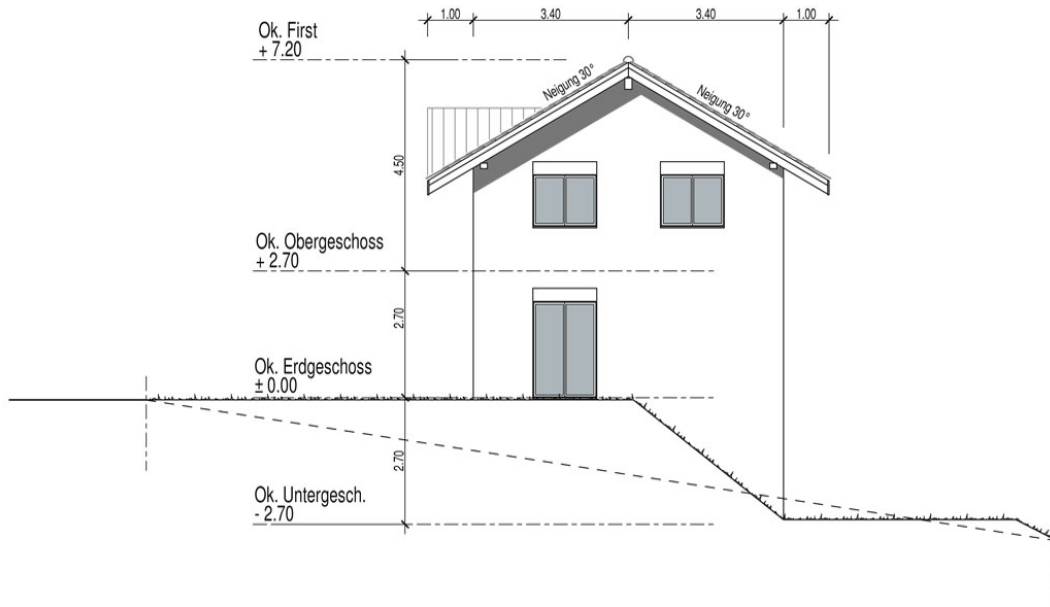 1.00
3.40
3.40
1.00
Ok. First
+ 7.20
Neigung 30°
Neigung 30°
4.50
Ok. Obergeschoss
+ 2.70
2.70
Ok. Erdgeschoss
± 0.00
2.70
Ok. Untergesch.
- 2.70